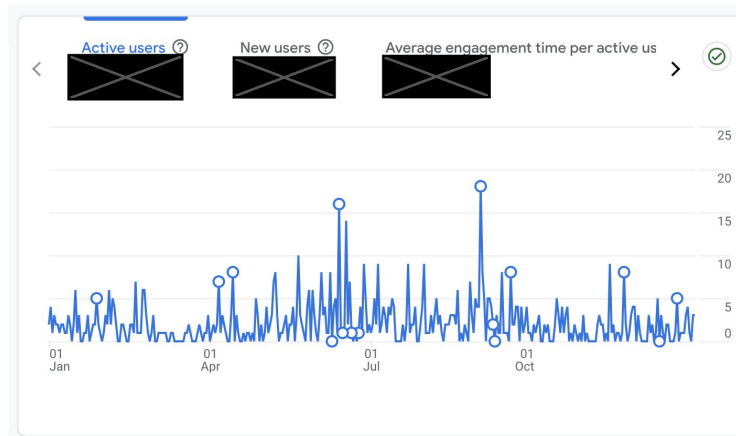 Active users
New users
Average engagement time per active us
25
20
15
10
5
0
01 01 01 01
Jan Apr Jul Oct